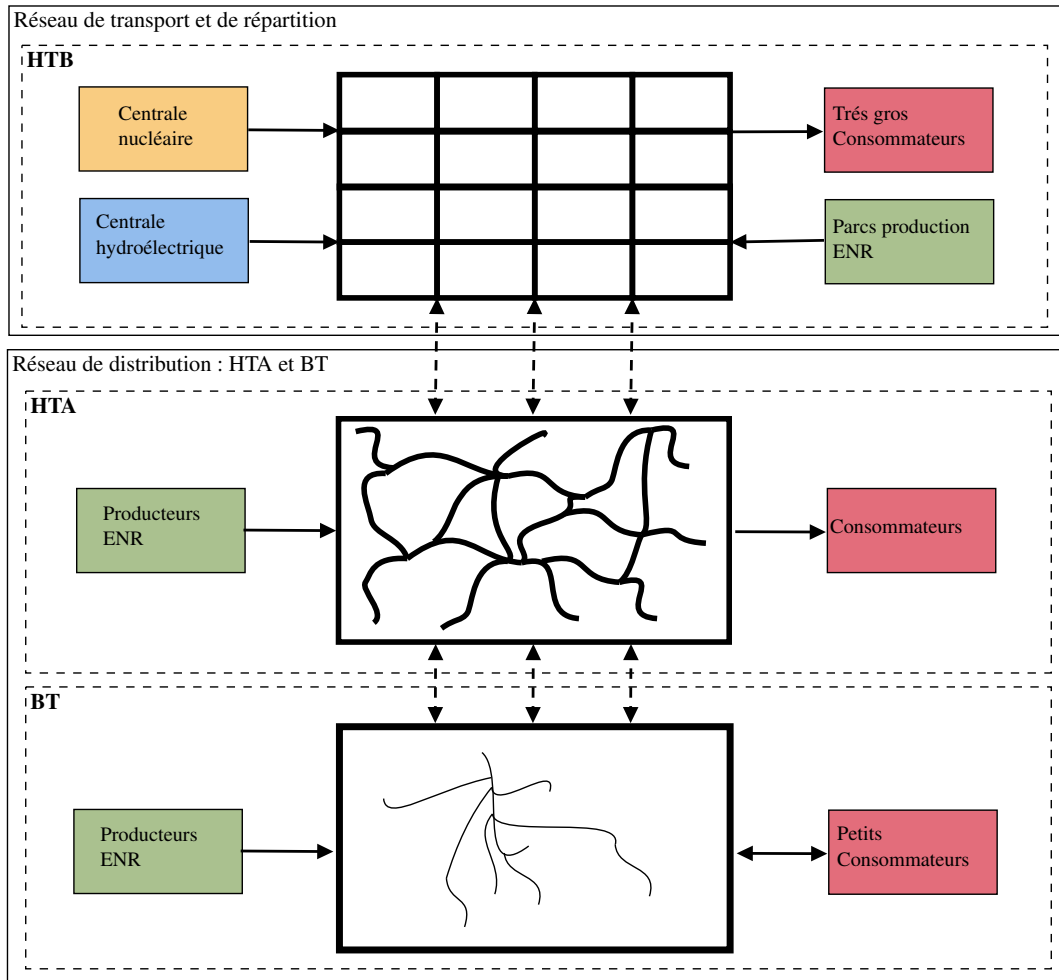 Réseau de transport et de répartition
HTB
Centrale
nucléaire
Trés gros
Consommateurs
Centrale
hydroélectrique
Parcs production
ENR
Réseau de distribution : HTA et BT
HTA
Producteurs
ENR
Consommateurs
BT
Producteurs
ENR
Petits
Consommateurs